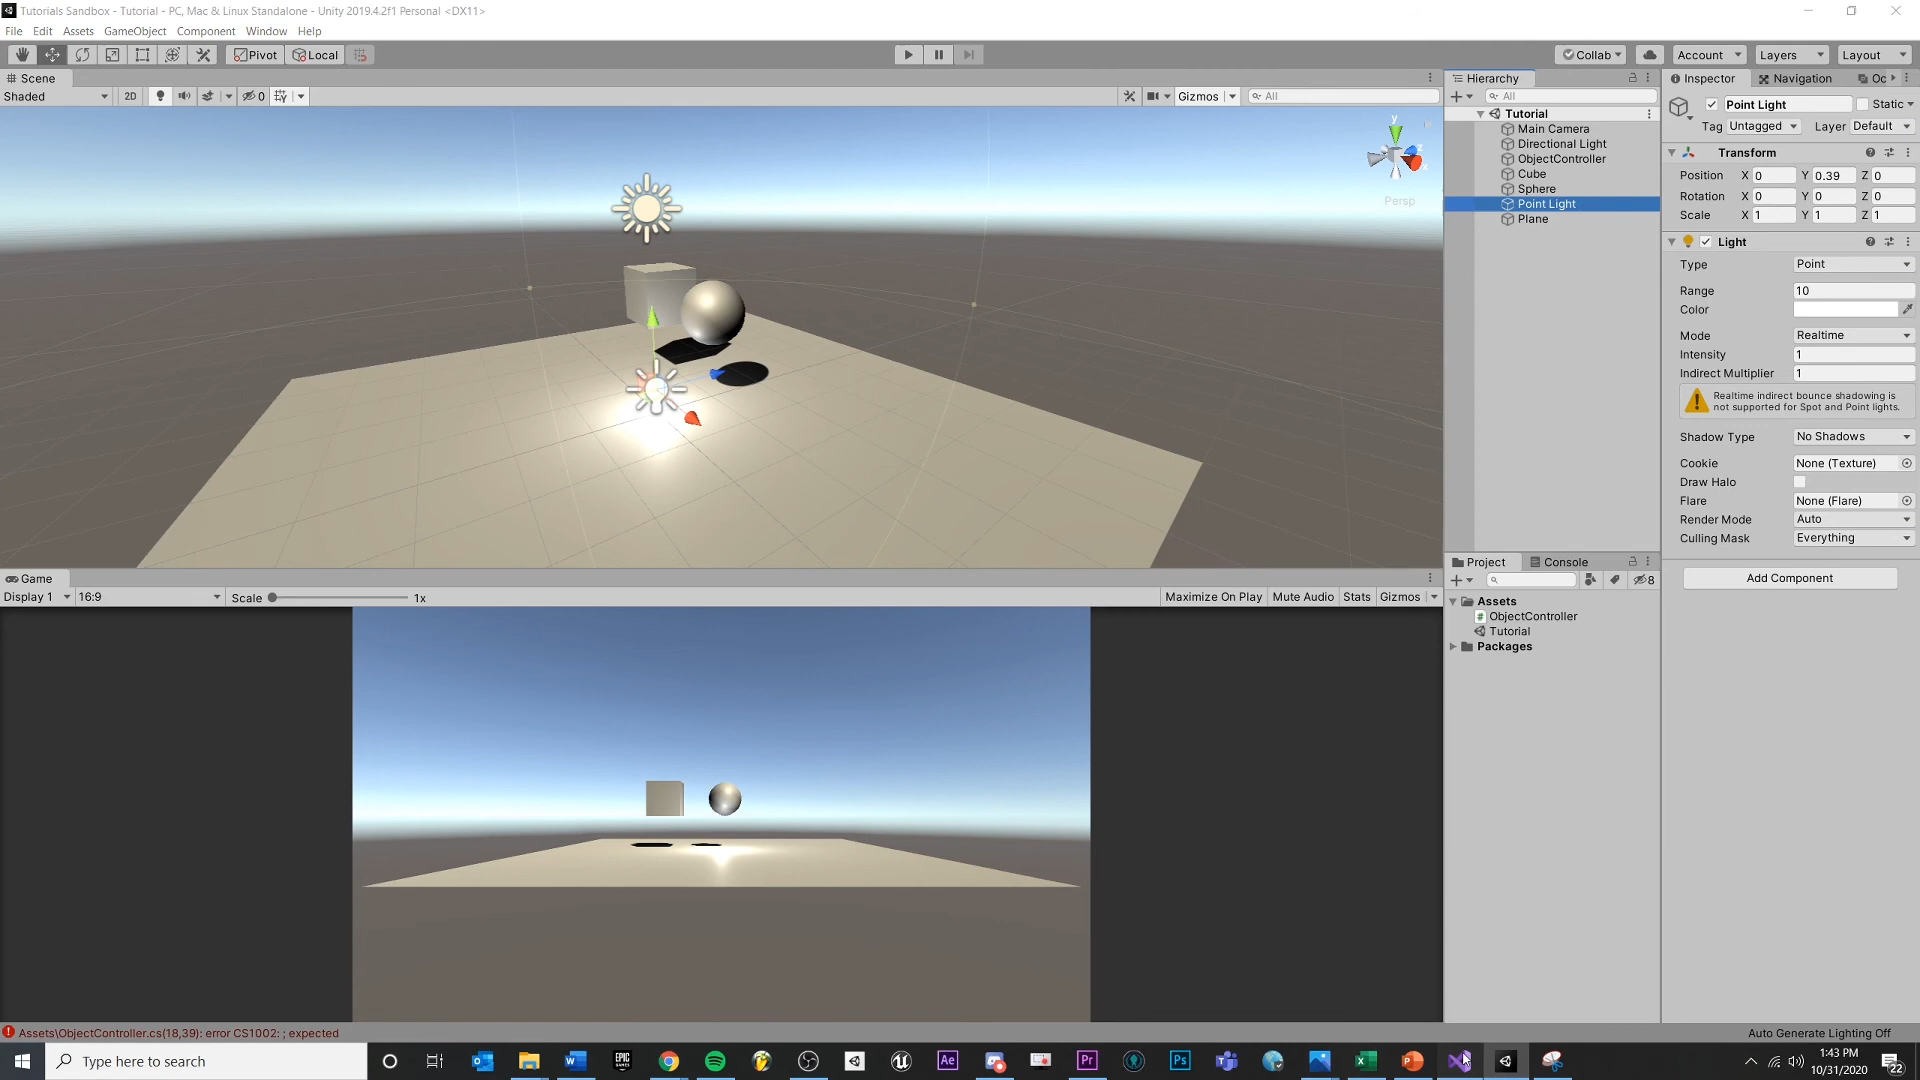 Tutorials Sandbox - Tutorial - PC, Mac & Linux Standalone - Unity 2019.4.2f1 Personal <DX11>
File Edit Assets GameObject Component Window Help
Pivot Local Collab Account Layers Layout
Scene
Shaded 2D 0 Gizmos All
y
x
z
Persp
Hierarchy
All
Tutorial
Main Camera
Directional Light
ObjectController
Cube
Sphere
Point Light
Plane
Inspector Navigation Oc
Point Light Static
Tag Untagged Layer Default
Transform
Position X 0 Y 0.39 Z 0
Rotation X 0 Y 0 Z 0
Scale X 1 Y 1 Z 1
Light
Type Point
Range 10
Color
Mode Realtime
Intensity 1
Indirect Multiplier 1
Realtime indirect bounce shadowing is
not supported for Spot and Point lights.
Shadow Type No Shadows
Cookie None (Texture)
Draw Halo
Flare None (Flare)
Render Mode Auto
Culling Mask Everything
Add Component
Game
Display 1 16:9 Scale 1x Maximize On Play Mute Audio Stats Gizmos
Project Console
8
Assets
ObjectController
Tutorial
Packages
Assets\ObjectController.cs(18,39): error CS1002: ; expected
Auto Generate Lighting Off
Type here to search
EPIC GAMES
Ae
Pr
Ps
1:43 PM
10/31/2020
22